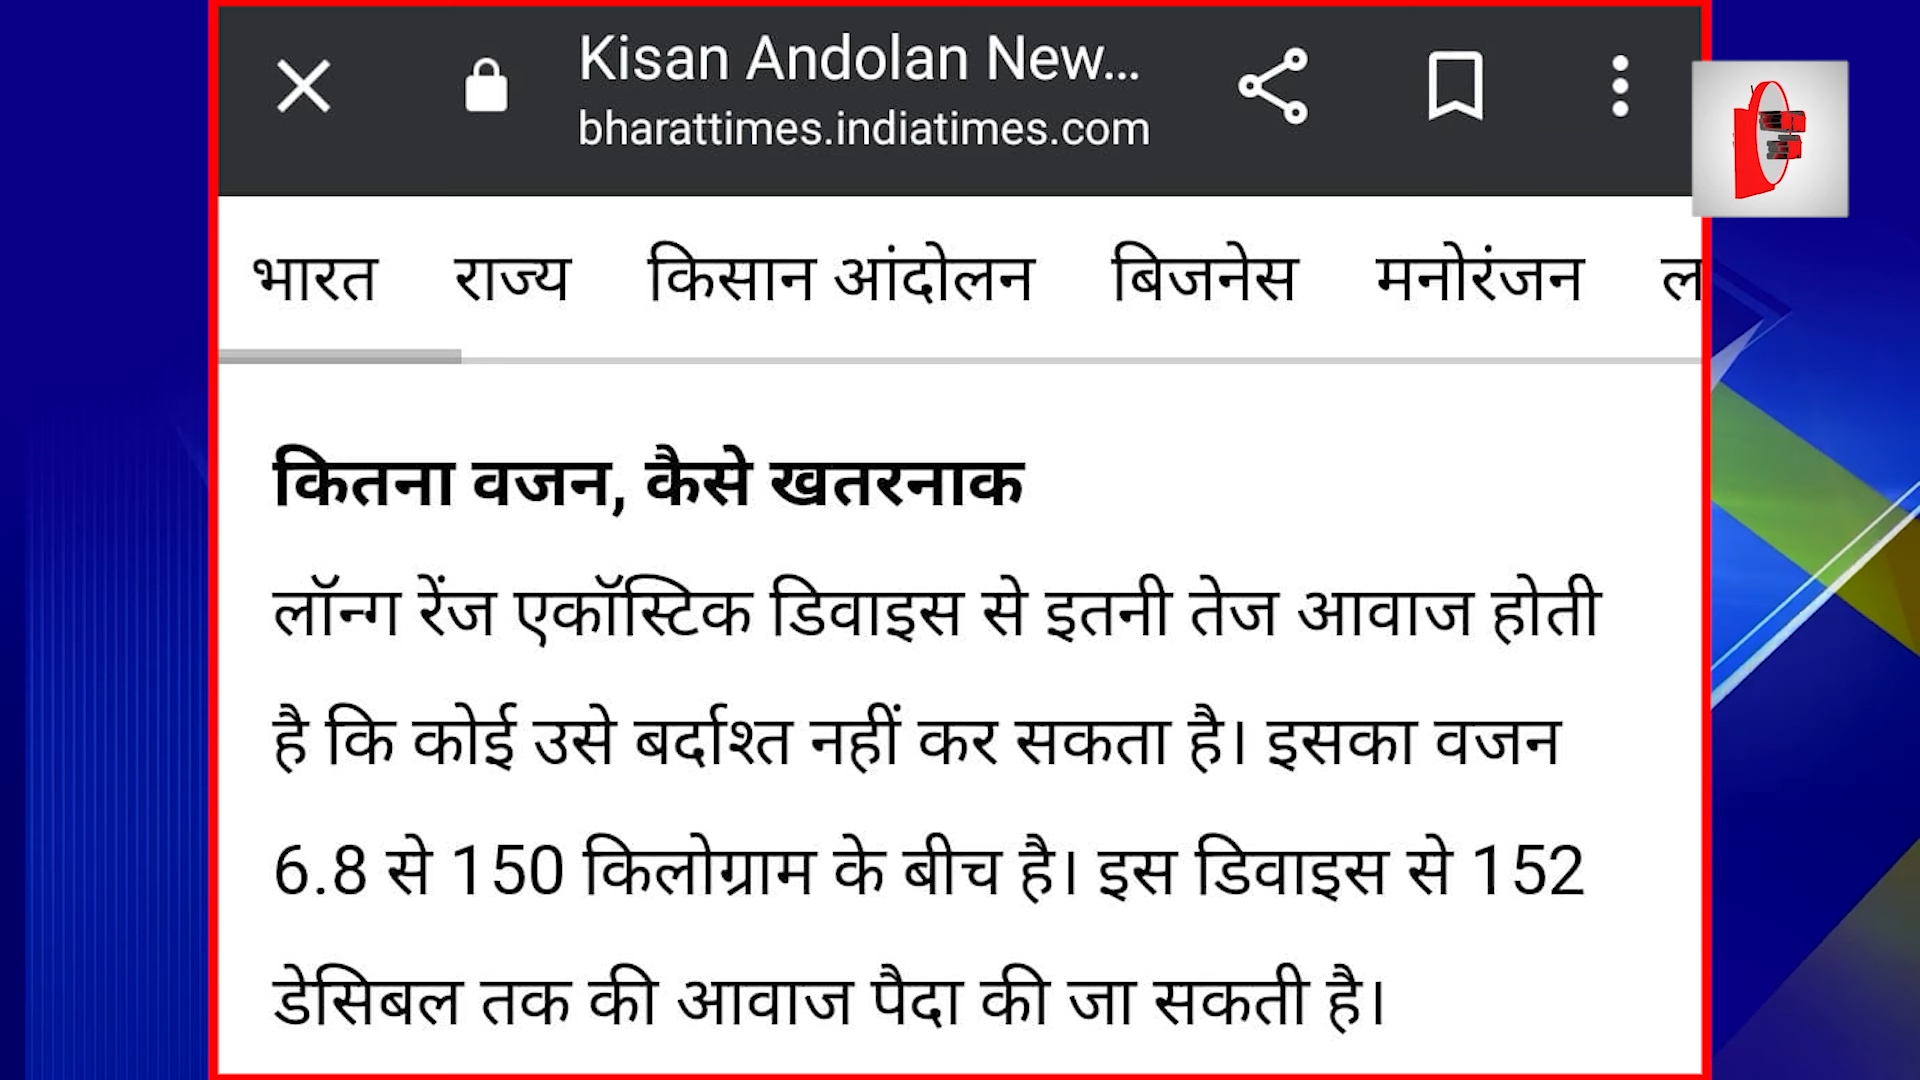 Kisan Andolan New...
bharattimes.indiatimes.com
भारत राज्य किसान आंदोलन बिजनेस मनोरंजन ल
कितना वजन, कैसे खतरनाक
लॉन्ग रेंज एकॉस्टिक डिवाइस से इतनी तेज आवाज होती
है कि कोई उसे बर्दाश्त नहीं कर सकता है। इसका वजन
6.8 से 150 किलोग्राम के बीच है। इस डिवाइस से 152
डेसिबल तक की आवाज पैदा की जा सकती है।